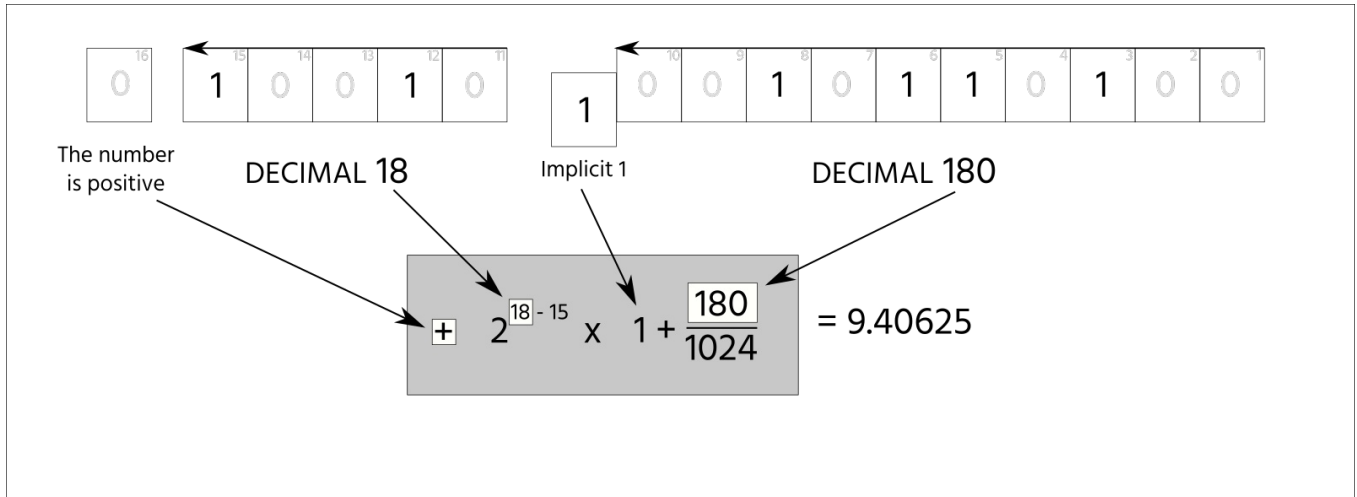 16 15 14 13 12 11 10 9 8 7 6 5 4 3 2 1
0 1 0 0 1 0 1 0 0 1 0 1 1 0 1 0 0
The number
is positive
DECIMAL 18
Implicit 1
DECIMAL 180
+ 2 18 - 15 x 1 + 180 = 9.40625
1024